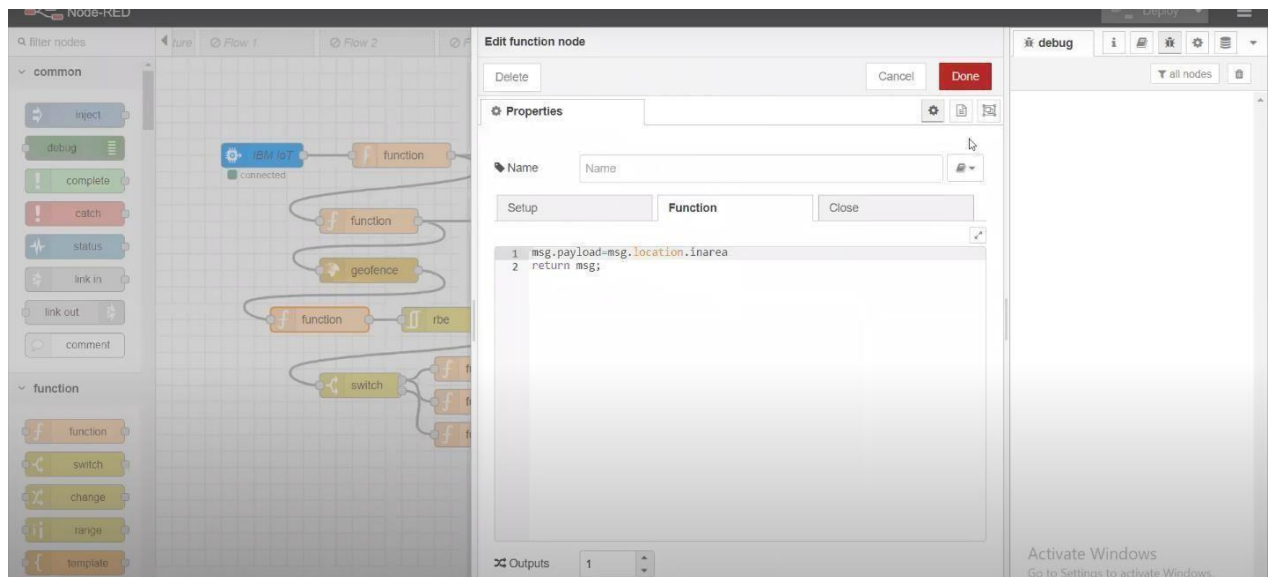 Node-RED
Deploy
filter nodes
ture
Flow 1
Flow 2
Edit function node
debug
i
common
Delete
Cancel
Done
all nodes
inject
Properties
debug
IBM IoT
function
connected
complete
Name
Name
catch
function
Setup
Function
Close
status
1 msg.payload=msg.location.inarea
2 return msg;
geofence
link in
link out
function
rbe
comment
switch
function
function
switch
change
range
template
Outputs
1
Activate Windows
Go to Settings to activate Windows.